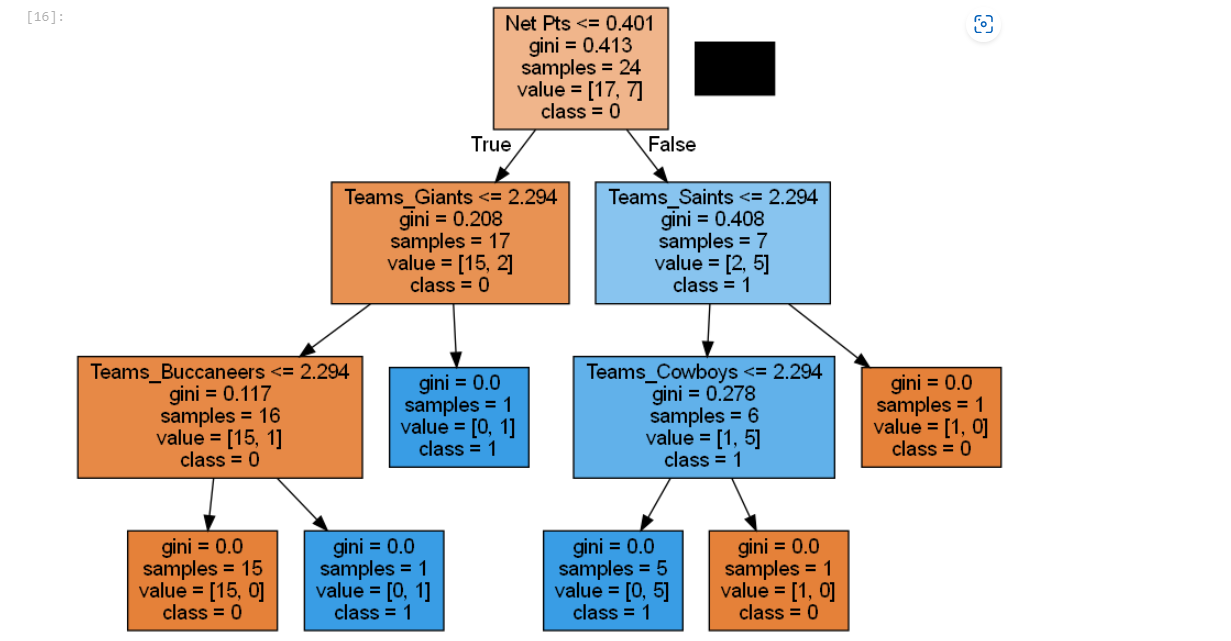 [16]:
Net Pts <= 0.401
gini = 0.413
samples = 24
value = [17, 7]
class = 0
True
False
Teams_Giants <= 2.294
gini = 0.208
samples = 17
value = [15, 2]
class = 0
Teams_Saints <= 2.294
gini = 0.408
samples = 7
value = [2, 5]
class = 1
Teams_Buccaneers <= 2.294
gini = 0.117
samples = 16
value = [15, 1]
class = 0
gini = 0.0
samples = 1
value = [0, 1]
class = 1
Teams_Cowboys <= 2.294
gini = 0.278
samples = 6
value = [1, 5]
class = 1
gini = 0.0
samples = 1
value = [1, 0]
class = 0
gini = 0.0
samples = 15
value = [15, 0]
class = 0
gini = 0.0
samples = 1
value = [0, 1]
class = 1
gini = 0.0
samples = 5
value = [0, 5]
class = 1
gini = 0.0
samples = 1
value = [1, 0]
class = 0